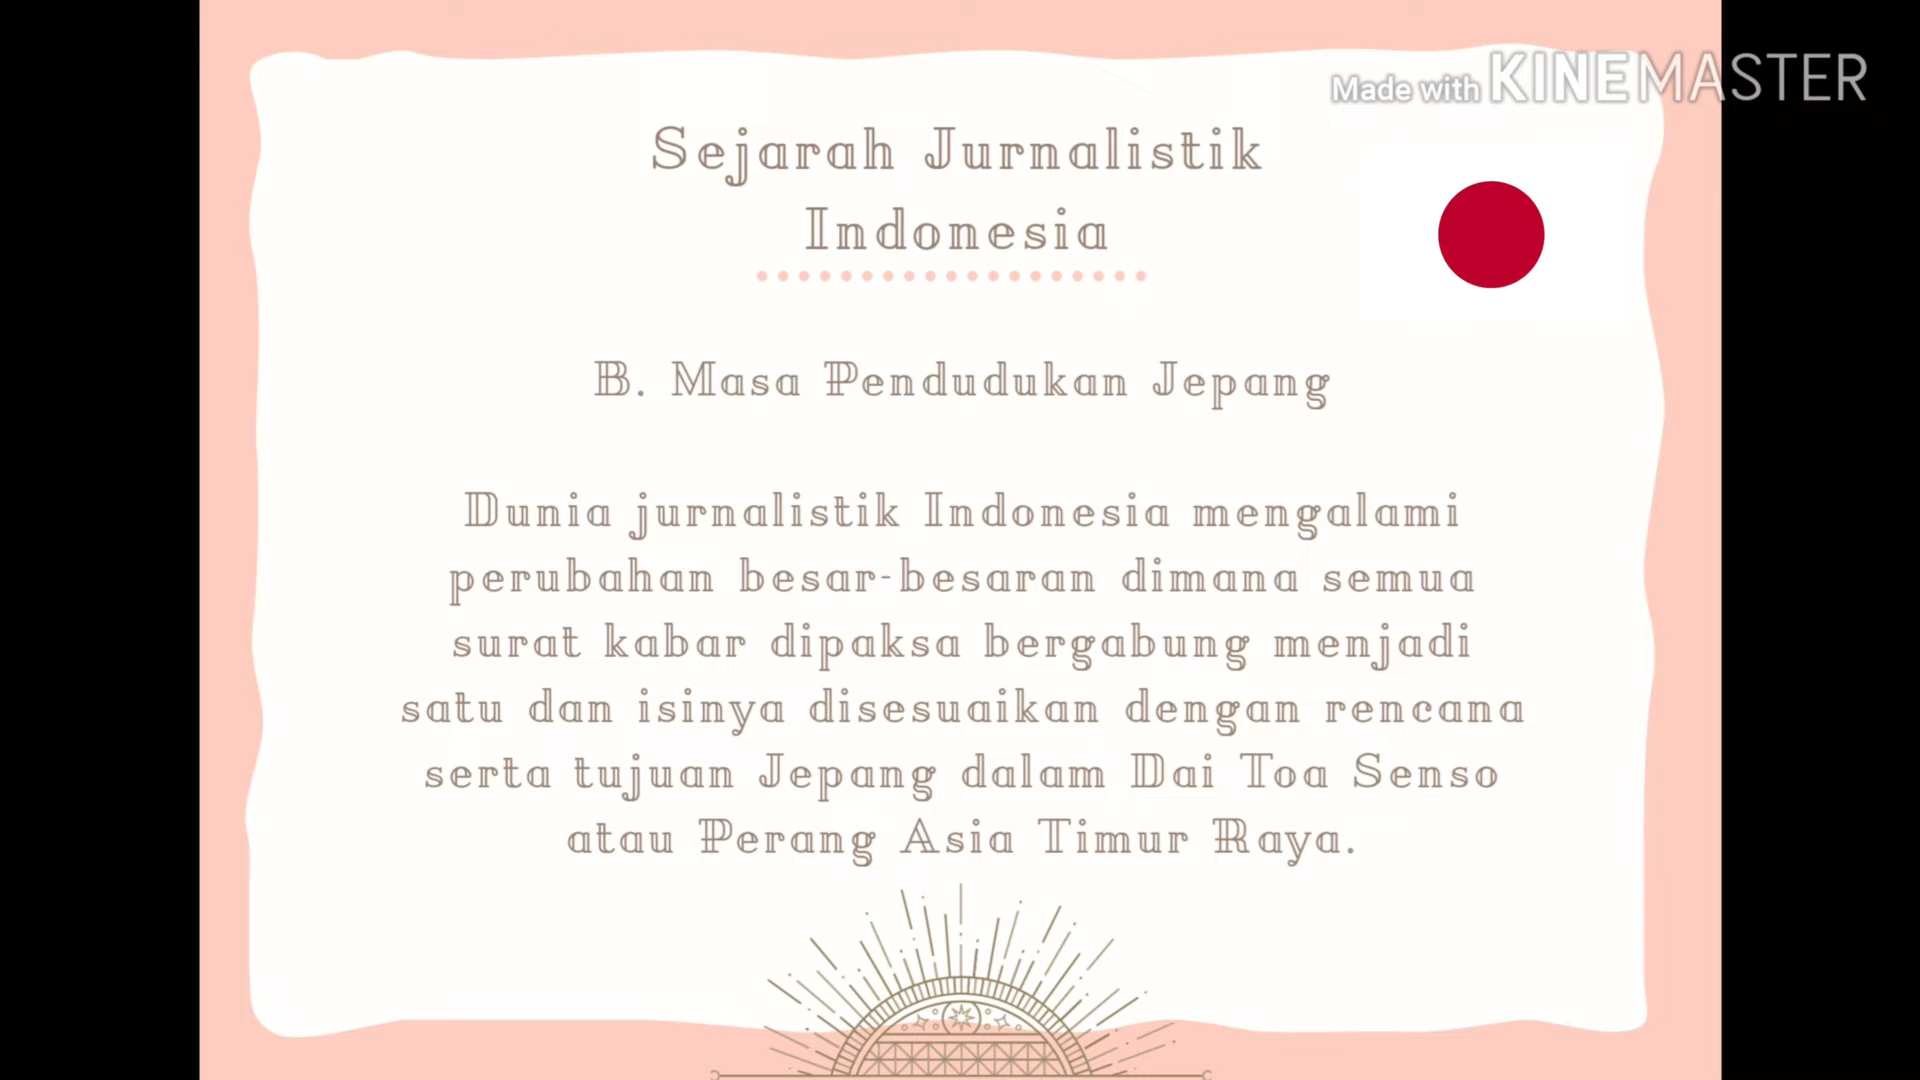 Made with KINEMASTER
Sejarah Jurnalistik
Indonesia
B. Masa Pendudukan Jepang
Dunia jurnalistik Indonesia mengalami
perubahan besar-besaran dimana semua
surat kabar dipaksa bergabung menjadi
satu dan isinya disesuaikan dengan rencana
serta tujuan Jepang dalam Dai Toa Senso
atau Perang Asia Timur Raya.